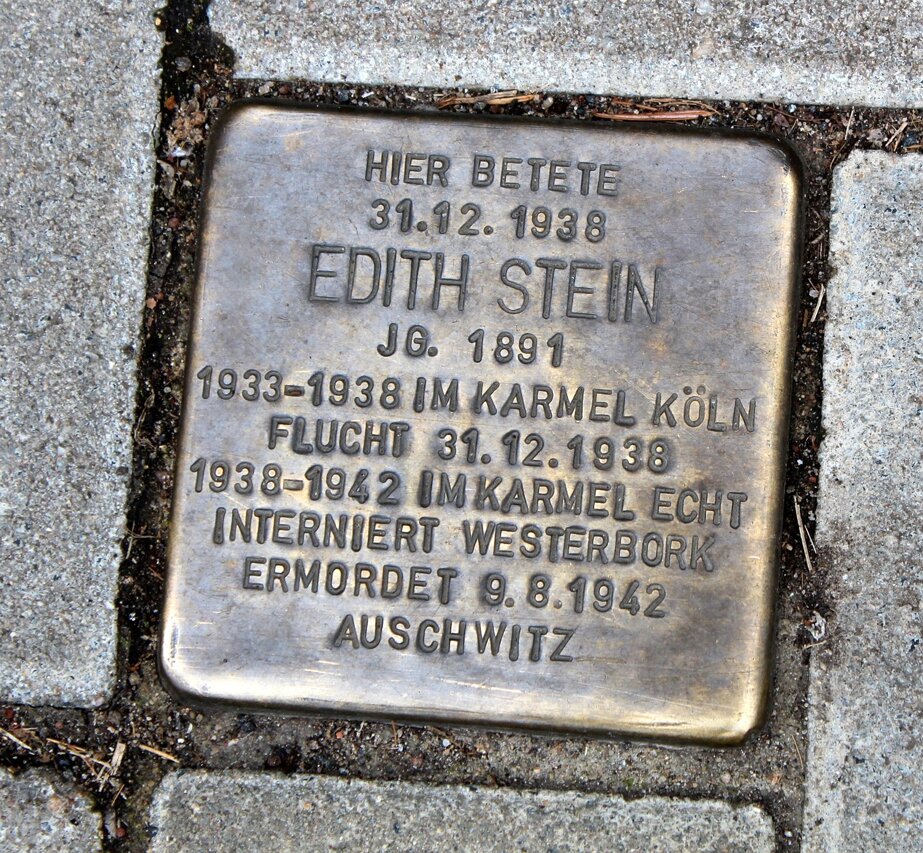 HIER BETETE
31.12. 1938
EDITH STEIN
JG. 1891
1933-1938 IM KARMEL KÖLN
FLUCHT 31.12.1938
1938-1942 IM KARMEL ECHT
INTERNIERT WESTERBORK
ERMORDET 9.8.1942
AUSCHWITZ